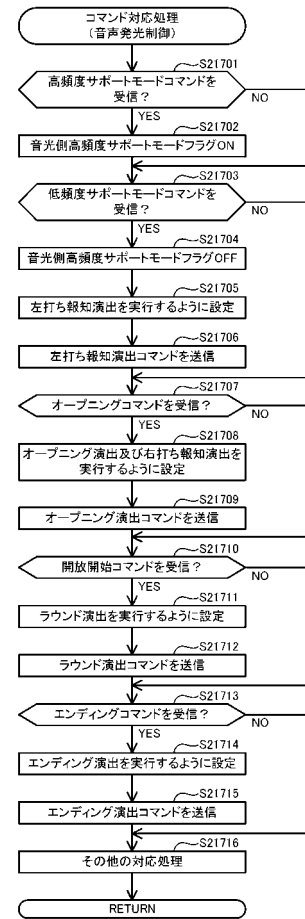 コマンド対応処理
(音声発光制御)
S21701
高頻度サポートモードコマンドを
受信？
NO
YES
S21702
音光側高頻度サポートモードフラグON
S21703
低頻度サポートモードコマンドを
受信？
NO
YES
S21704
音光側高頻度サポートモードフラグOFF
S21705
左打ち報知演出を実行するように設定
S21706
左打ち報知演出コマンドを送信
S21707
オープニングコマンドを受信？
NO
YES
S21708
オープニング演出及び右打ち報知演出を
実行するように設定
S21709
オープニング演出コマンドを送信
S21710
開放開始コマンドを受信？
NO
YES
S21711
ラウンド演出を実行するように設定
S21712
ラウンド演出コマンドを送信
S21713
エンディングコマンドを受信？
NO
YES
S21714
エンディング演出を実行するように設定
S21715
エンディング演出コマンドを送信
S21716
その他の対応処理
RETURN